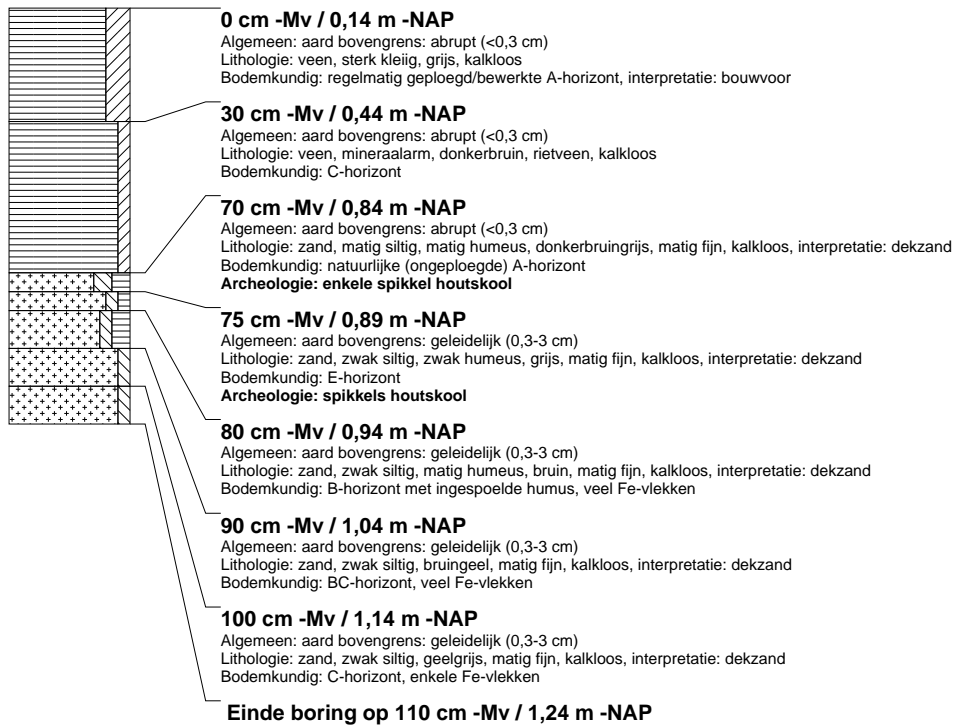 0 cm -Mv / 0,14 m -NAP
Algemeen: aard bovengrens: abrupt (<0,3 cm)
Lithologie: veen, sterk kleiig, grijs, kalkloos
Bodemkundig: regelmatig geploegd/bewerkte A-horizont, interpretatie: bouwvoor
30 cm -Mv / 0,44 m -NAP
Algemeen: aard bovengrens: abrupt (<0,3 cm)
Lithologie: veen, mineraalarm, donkerbruin, rietveen, kalkloos
Bodemkundig: C-horizont
70 cm -Mv / 0,84 m -NAP
Algemeen: aard bovengrens: abrupt (<0,3 cm)
Lithologie: zand, matig siltig, matig humeus, donkerbruingrijs, matig fijn, kalkloos, interpretatie: dekzand
Bodemkundig: natuurlijke (ongeploegde) A-horizont
Archeologie: enkele spikkel houtskool
75 cm -Mv / 0,89 m -NAP
Algemeen: aard bovengrens: geleidelijk (0,3-3 cm)
Lithologie: zand, zwak siltig, zwak humeus, grijs, matig fijn, kalkloos, interpretatie: dekzand
Bodemkundig: E-horizont
Archeologie: spikkels houtskool
80 cm -Mv / 0,94 m -NAP
Algemeen: aard bovengrens: geleidelijk (0,3-3 cm)
Lithologie: zand, zwak siltig, matig humeus, bruin, matig fijn, kalkloos, interpretatie: dekzand
Bodemkundig: B-horizont met ingespoelde humus, veel Fe-vlekken
90 cm -Mv / 1,04 m -NAP
Algemeen: aard bovengrens: geleidelijk (0,3-3 cm)
Lithologie: zand, zwak siltig, bruingeel, matig fijn, kalkloos, interpretatie: dekzand
Bodemkundig: BC-horizont, veel Fe-vlekken
100 cm -Mv / 1,14 m -NAP
Algemeen: aard bovengrens: geleidelijk (0,3-3 cm)
Lithologie: zand, zwak siltig, geelgrijs, matig fijn, kalkloos, interpretatie: dekzand
Bodemkundig: C-horizont, enkele Fe-vlekken
Einde boring op 110 cm -Mv / 1,24 m -NAP